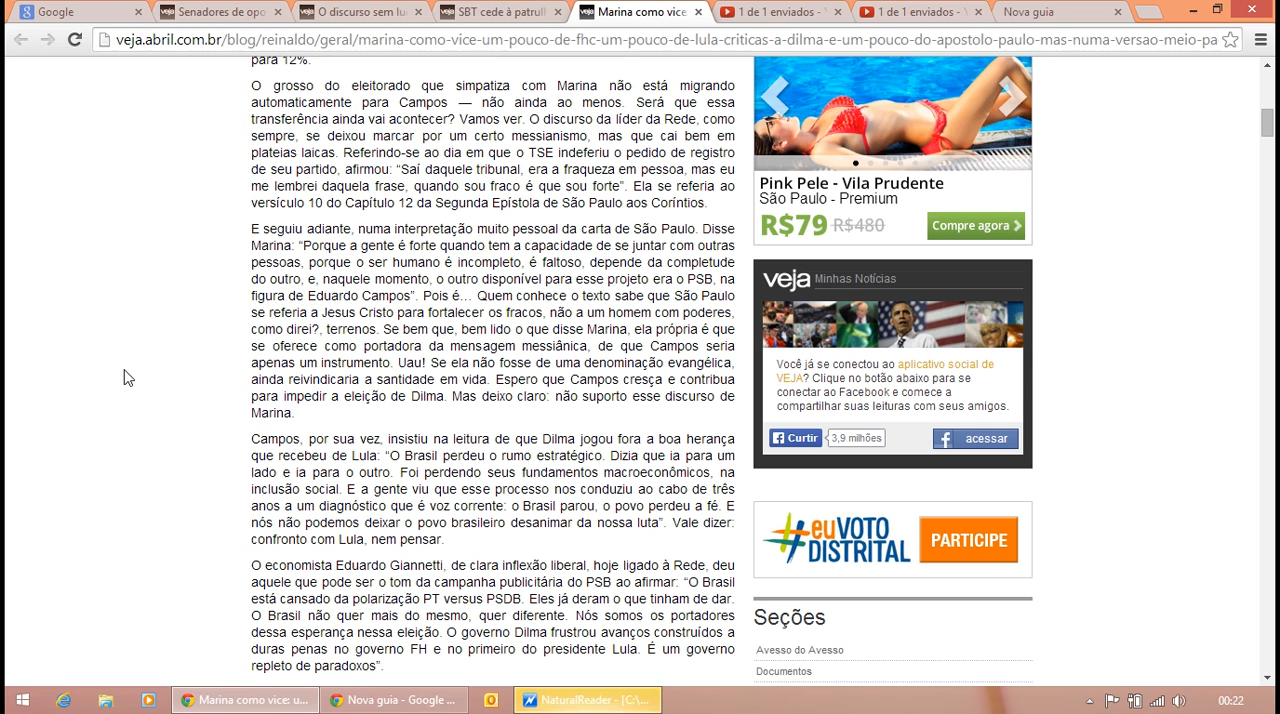 Google
Senadores de opo
O discurso sem lu
SBT cede à patrull
Marina como vice
1 de 1 enviados - Y
1 de 1 enviados - Y
Nova guia
veja.abril.com.br/blog/reinaldo/geral/marina-como-vice-um-pouco-de-fhc-um-pouco-de-lula-criticas-a-dilma-e-um-pouco-do-apostolo-paulo-mas-numa-versao-meio-pa
para 12%.
O grosso do eleitorado que simpatiza com Marina não está migrando
automaticamente para Campos — não ainda ao menos. Será que essa
transferência ainda vai acontecer? Vamos ver. O discurso da líder da Rede, como
sempre, se deixou marcar por um certo messianismo, mas que cai bem em
plateias laicas. Referindo-se ao dia em que o TSE indeferiu o pedido de registro
de seu partido, afirmou: “Saí daquele tribunal, era a fraqueza em pessoa, mas eu
me lembrei daquela frase, quando sou fraco é que sou forte”. Ela se referia ao
versículo 10 do Capítulo 12 da Segunda Epístola de São Paulo aos Coríntios.
E seguiu adiante, numa interpretação muito pessoal da carta de São Paulo. Disse
Marina: “Porque a gente é forte quando tem a capacidade de se juntar com outras
pessoas, porque o ser humano é incompleto, é faltoso, depende da completude
do outro, e, naquele momento, o outro disponível para esse projeto era o PSB, na
figura de Eduardo Campos”. Pois é… Quem conhece o texto sabe que São Paulo
se referia a Jesus Cristo para fortalecer os fracos, não a um homem com poderes,
como direi?, terrenos. Se bem que, bem lido o que disse Marina, ela própria é que
se oferece como portadora da mensagem messiânica, de que Campos seria
apenas um instrumento. Uau! Se ela não fosse de uma denominação evangélica,
ainda reivindicaria a santidade em vida. Espero que Campos cresça e contribua
para impedir a eleição de Dilma. Mas deixo claro: não suporto esse discurso de
Marina.
Campos, por sua vez, insistiu na leitura de que Dilma jogou fora a boa herança
que recebeu de Lula: “O Brasil perdeu o rumo estratégico. Dizia que ia para um
lado e ia para o outro. Foi perdendo seus fundamentos macroeconômicos, na
inclusão social. E a gente viu que esse processo nos conduziu ao cabo de três
anos a um diagnóstico que é voz corrente: o Brasil parou, o povo perdeu a fé. E
nós não podemos deixar o povo brasileiro desanimar da nossa luta”. Vale dizer:
confronto com Lula, nem pensar.
O economista Eduardo Giannetti, de clara inflexão liberal, hoje ligado à Rede, deu
aquele que pode ser o tom da campanha publicitária do PSB ao afirmar: “O Brasil
está cansado da polarização PT versus PSDB. Eles já deram o que tinham de dar.
O Brasil não quer mais do mesmo, quer diferente. Nós somos os portadores
dessa esperança nessa eleição. O governo Dilma frustrou avanços construídos a
duras penas no governo FH e no primeiro do presidente Lula. É um governo
repleto de paradoxos”.
Pink Pele - Vila Prudente
São Paulo - Premium
R$79 R$480 Compre agora
veja Minhas Notícias
Você já se conectou ao aplicativo social de
VEJA? Clique no botão abaixo para se
conectar ao Facebook e comece a
compartilhar suas leituras com seus amigos.
Curtir 3,9 milhões acessar
#euVOTO
DISTRITAL
PARTICIPE
Seções
Avesso do Avesso
Documentos
Marina como vice: u...
Nova guia - Google ...
NaturalReader - [C:\...
00:22